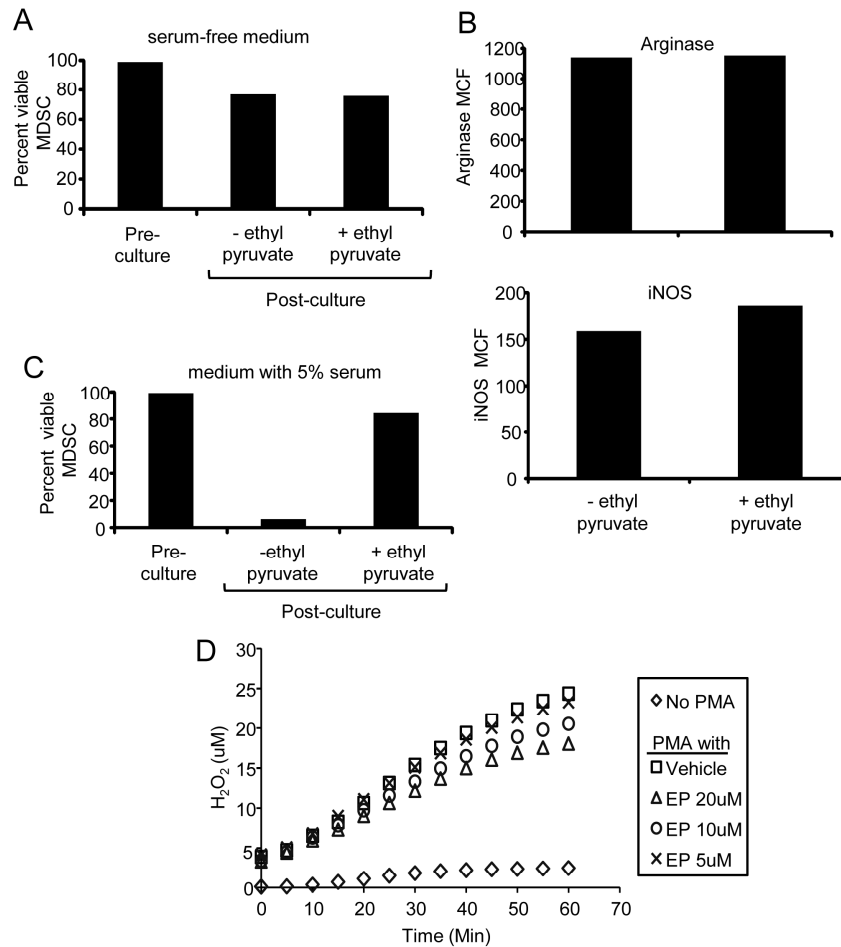 A
serum-free medium
Percent viable
MDSC
100
80
60
40
20
0
Pre-
culture
- ethyl
pyruvate
+ ethyl
pyruvate
Post-culture
B
Arginase
Arginase MCF
1200
1000
800
600
400
200
0
iNOS
iNOS MCF
200
150
100
50
0
- ethyl
pyruvate
+ ethyl
pyruvate
C
medium with 5% serum
Percent viable
MDSC
100
80
60
40
20
0
Pre-
culture
-ethyl
pyruvate
+ ethyl
pyruvate
Post-culture
D
H2O2 (uM)
30
25
20
15
10
5
0
0 10 20 30 40 50 60 70
Time (Min)
No PMA
PMA with
Vehicle
EP 20uM
EP 10uM
EP 5uM